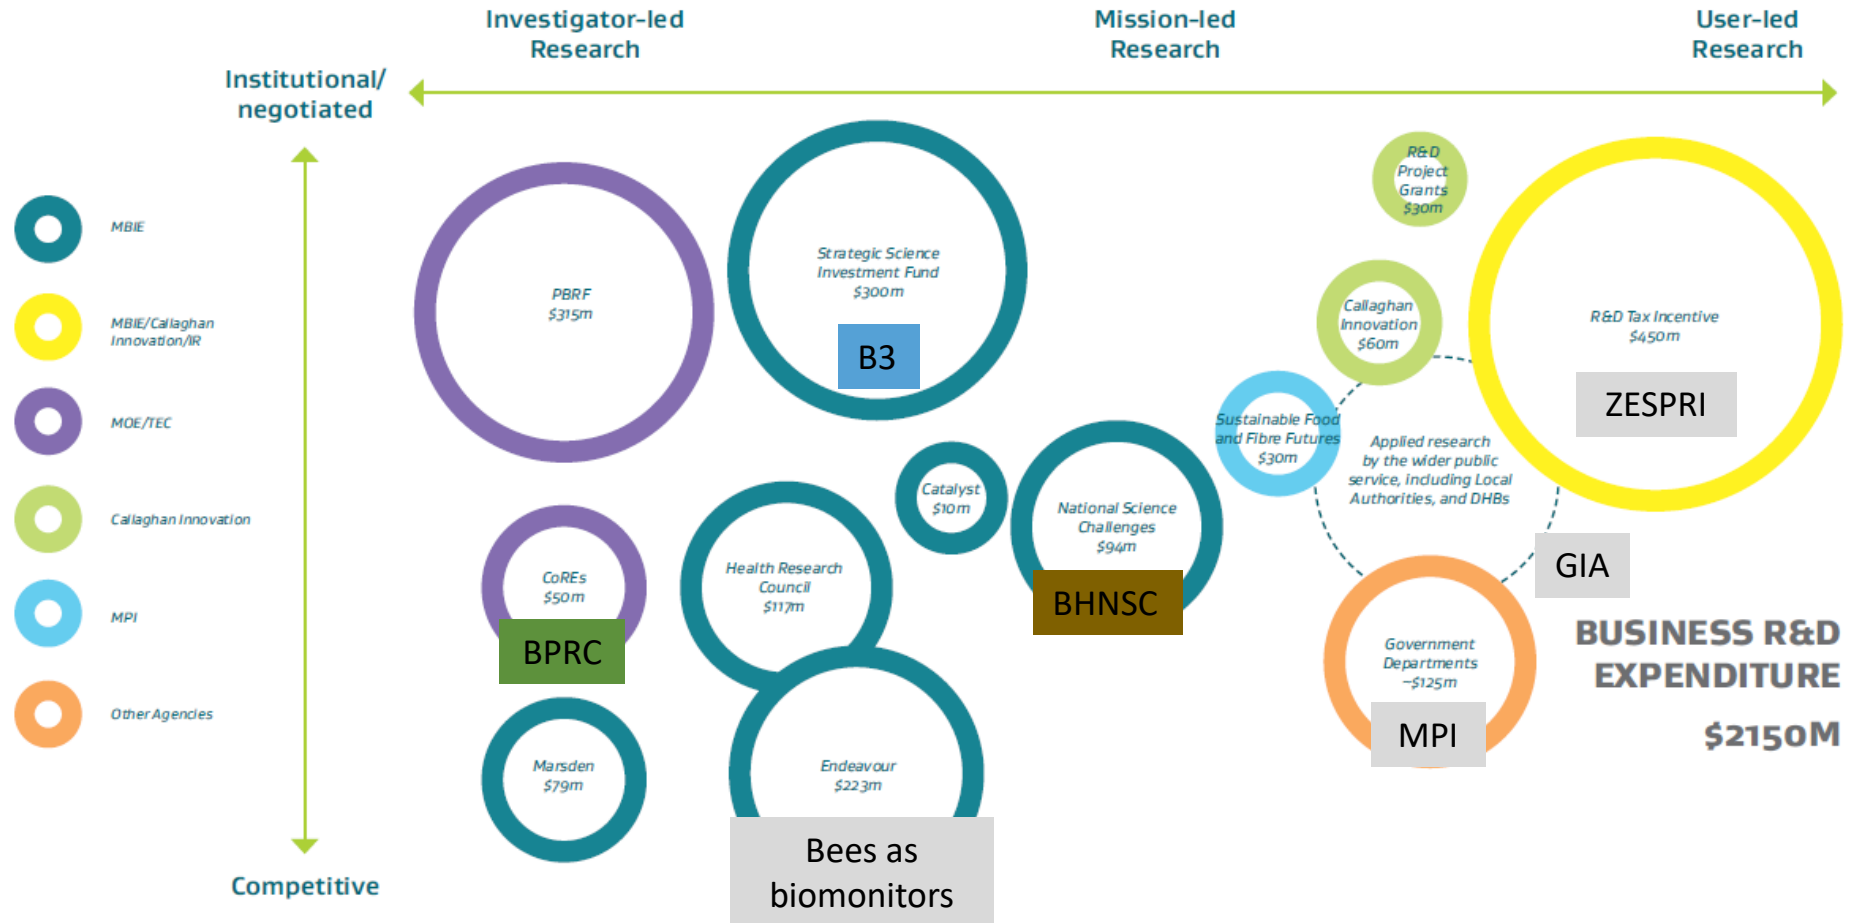 Investigator-led
Research
Mission-led
Research
User-led
Research
Institutional/
negotiated
Competitive
MBIE
MBIE/Callaghan
Innovation/IR
MOE/TEC
Callaghan Innovation
MPI
Other Agencies
PBRF
$315m
Strategic Science
Investment Fund
$300m
B3
R&D
Project
Grants
$30m
Callaghan
Innovation
$60m
R&D Tax Incentive
$450m
ZESPRI
Sustainable Food
and Fibre Futures
$30m
Applied research
by the wider public
service, including Local
Authorities, and DHBs
Catalyst
$10m
National Science
Challenges
$94m
BHNSC
GIA
CoREs
$50m
BPRC
Health Research
Council
$117m
Government
Departments
~$125m
MPI
BUSINESS R&D
EXPENDITURE
$2150M
Marsden
$79m
Endeavour
$223m
Bees as
biomonitors